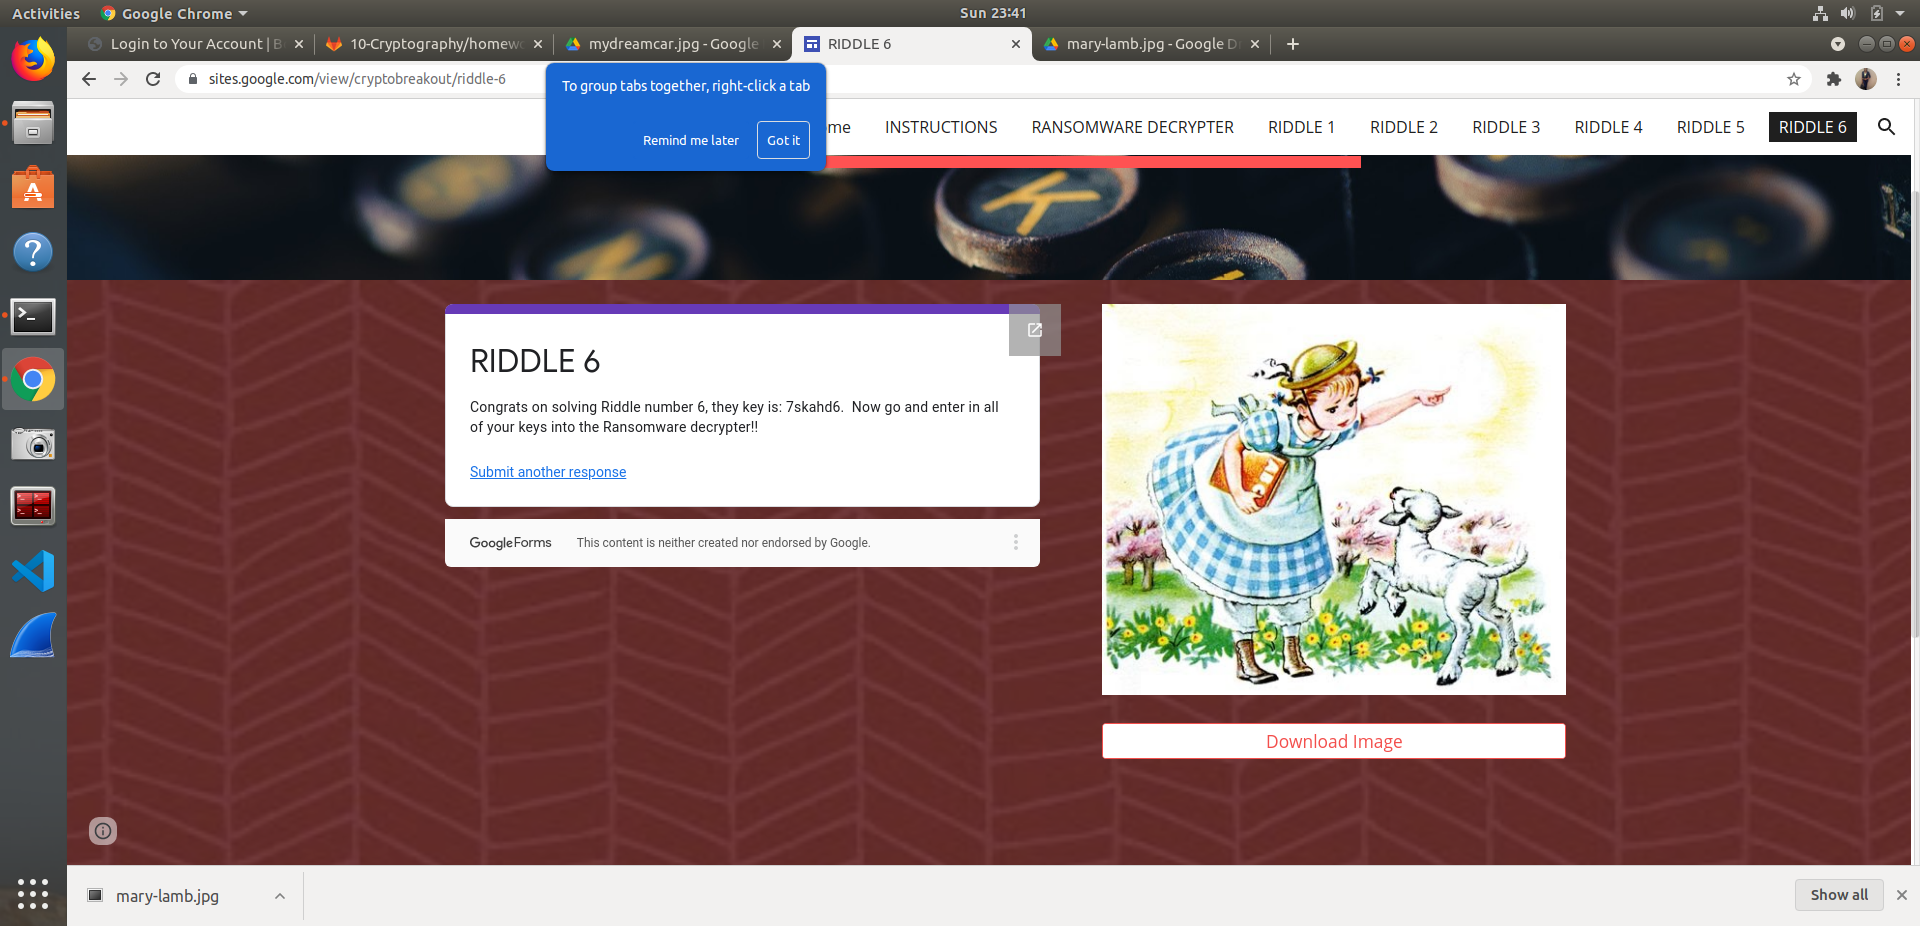 Activities
Google Chrome
Sun 23:41
Login to Your Account | B
10-Cryptography/homew
mydreamcar.jpg - Google
RIDDLE 6
mary-lamb.jpg - Google D
sites.google.com/view/cryptobreakout/riddle-6
To group tabs together, right-click a tab
Remind me later
Got it
me
INSTRUCTIONS
RANSOMWARE DECRYPTER
RIDDLE 1
RIDDLE 2
RIDDLE 3
RIDDLE 4
RIDDLE 5
RIDDLE 6
K
RIDDLE 6
Congrats on solving Riddle number 6, they key is: 7skahd6. Now go and enter in all
of your keys into the Ransomware decrypter!!
Submit another response
Google Forms
This content is neither created nor endorsed by Google.
Download Image
mary-lamb.jpg
Show all